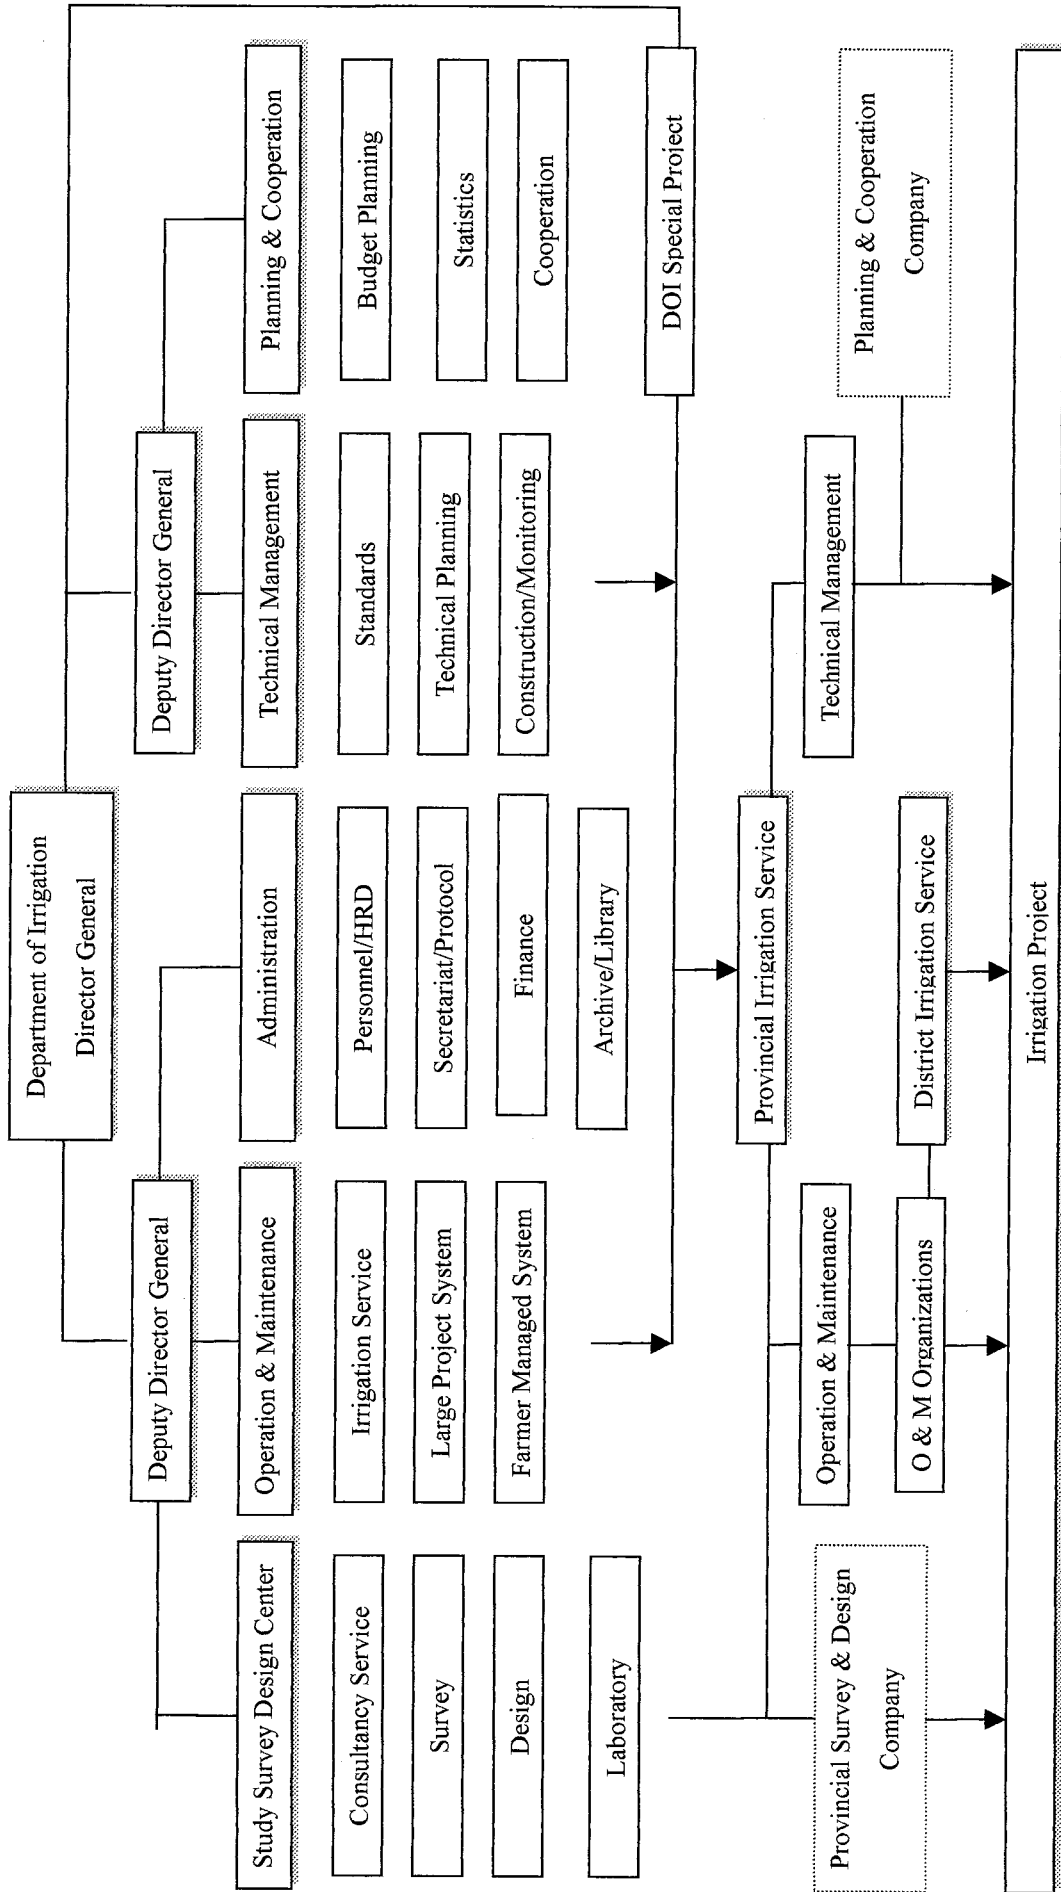 Department of Irrigation
Director General
Deputy Director General
Deputy Director General
Study Survey Design Center
Operation & Maintenance
Administration
Technical Management
Planning & Cooperation
Consultancy Service
Irrigation Service
Personnel/HRD
Standards
Budget Planning
Survey
Large Project System
Secretariat/Protocol
Technical Planning
Statistics
Design
Farmer Managed System
Finance
Construction/Monitoring
Cooperation
Laboratory
Archive/Library
DOI Special Project
Provincial Irrigation Service
Provincial Survey & Design
Company
Operation & Maintenance
Technical Management
Planning & Cooperation
Company
O & M Organizations
District Irrigation Service
Irrigation Project